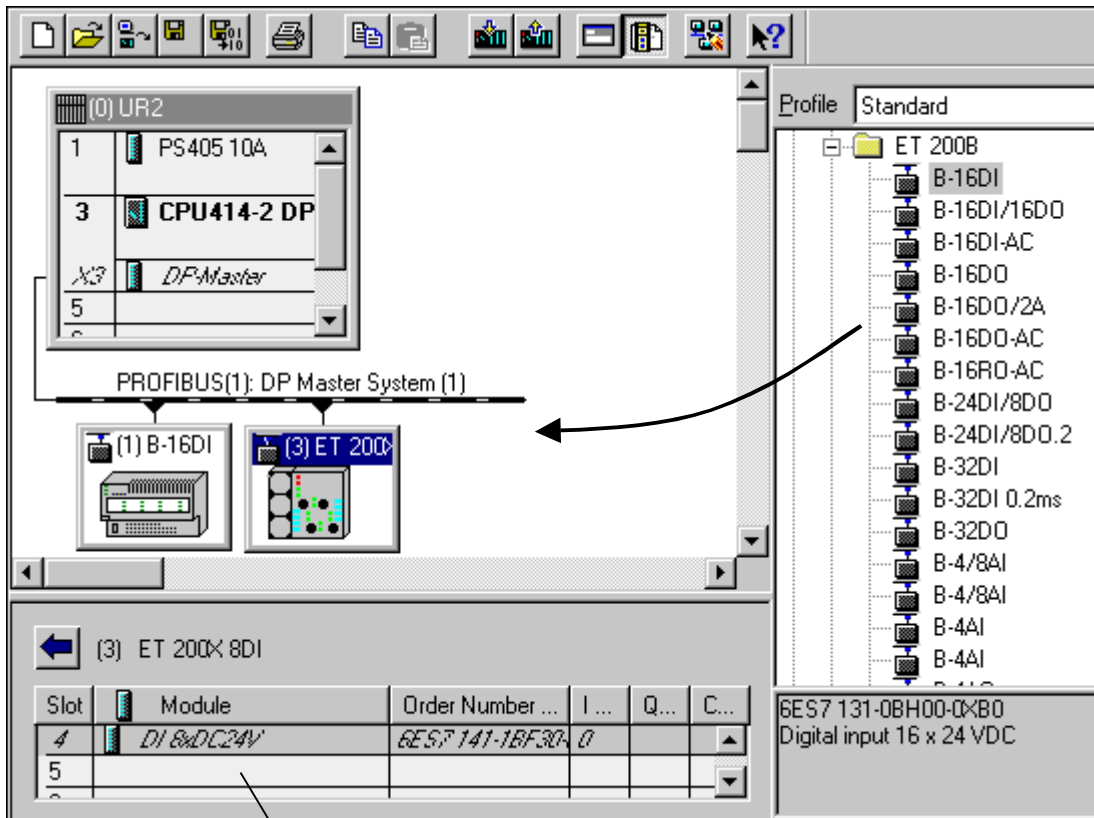 (0) UR2
1 PS405 10A
3 CPU414-2 DP
X3 DP-Master
5
PROFIBUS(1): DP Master System (1)
(1) B-16DI
(3) ET 200X
(3) ET 200X 8DI
Slot Module Order Number ... I ... Q... C...
4 DI 8xDC24V 6ES7 141-1BF30- 0
5
Profile Standard
ET 200B
B-16DI
B-16DI/16DO
B-16DI-AC
B-16DO
B-16DO/2A
B-16DO-AC
B-16RO-AC
B-24DI/8DO
B-24DI/8DO.2
B-32DI
B-32DI 0.2ms
B-32DO
B-4/8AI
B-4/8AI
B-4AI
B-4AI
6ES7 131-0BH00-0XB0
Digital input 16 x 24 VDC